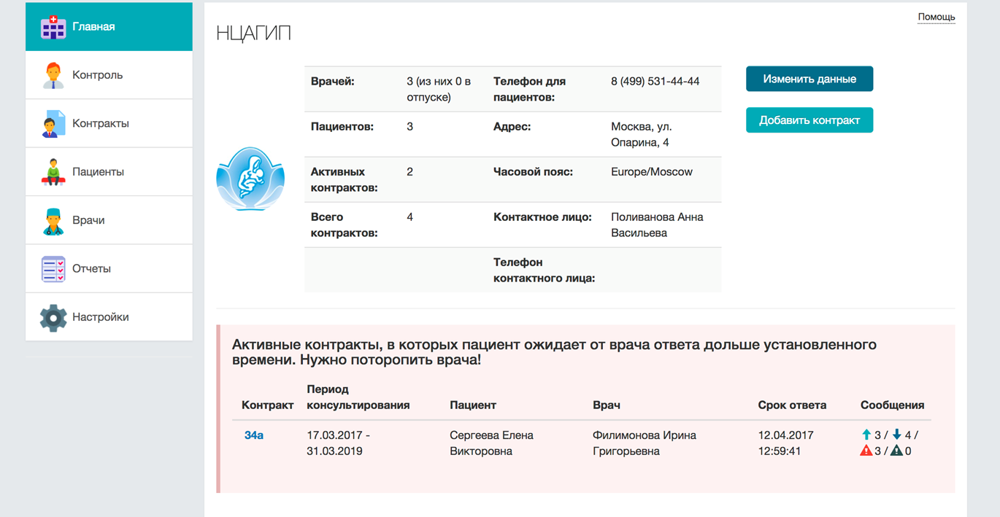 Главная
Контроль
Контракты
Пациенты
Врачи
Отчеты
Настройки
Помощь
НЦАГИП
Врачей:
3 (из них 0 в
отпуске)
Телефон для
пациентов:
8 (499) 531-44-44
Пациентов:
3
Адрес:
Москва, ул.
Опарина, 4
Активных
контрактов:
2
Часовой пояс:
Europe/Moscow
Всего
контрактов:
4
Контактное лицо:
Поливанова Анна
Васильева
Телефон
контактного лица:
Изменить данные
Добавить контракт
Активные контракты, в которых пациент ожидает от врача ответа дольше установленного
времени. Нужно поторопить врача!
Контракт
Период
консультирования
Пациент
Врач
Срок ответа
Сообщения
34а
17.03.2017 -
31.03.2019
Сергеева Елена
Викторовна
Филимонова Ирина
Григорьевна
12.04.2017
12:59:41
3 / 4 /
3 / 0